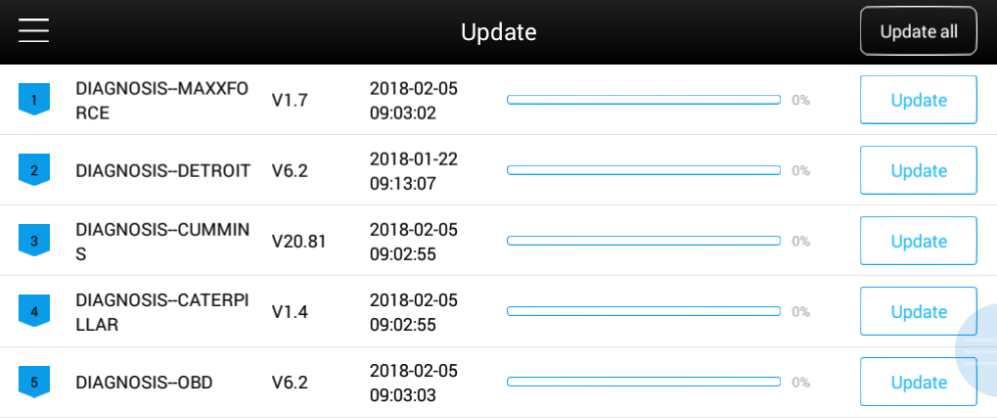 Update
Update all
1
DIAGNOSIS--MAXXFO
RCE
V1.7
2018-02-05
09:03:02
0%
Update
2
DIAGNOSIS--DETROIT
V6.2
2018-01-22
09:13:07
0%
Update
3
DIAGNOSIS--CUMMIN
S
V20.81
2018-02-05
09:02:55
0%
Update
4
DIAGNOSIS--CATERPI
LLAR
V1.4
2018-02-05
09:02:55
0%
Update
5
DIAGNOSIS--OBD
V6.2
2018-02-05
09:03:03
0%
Update